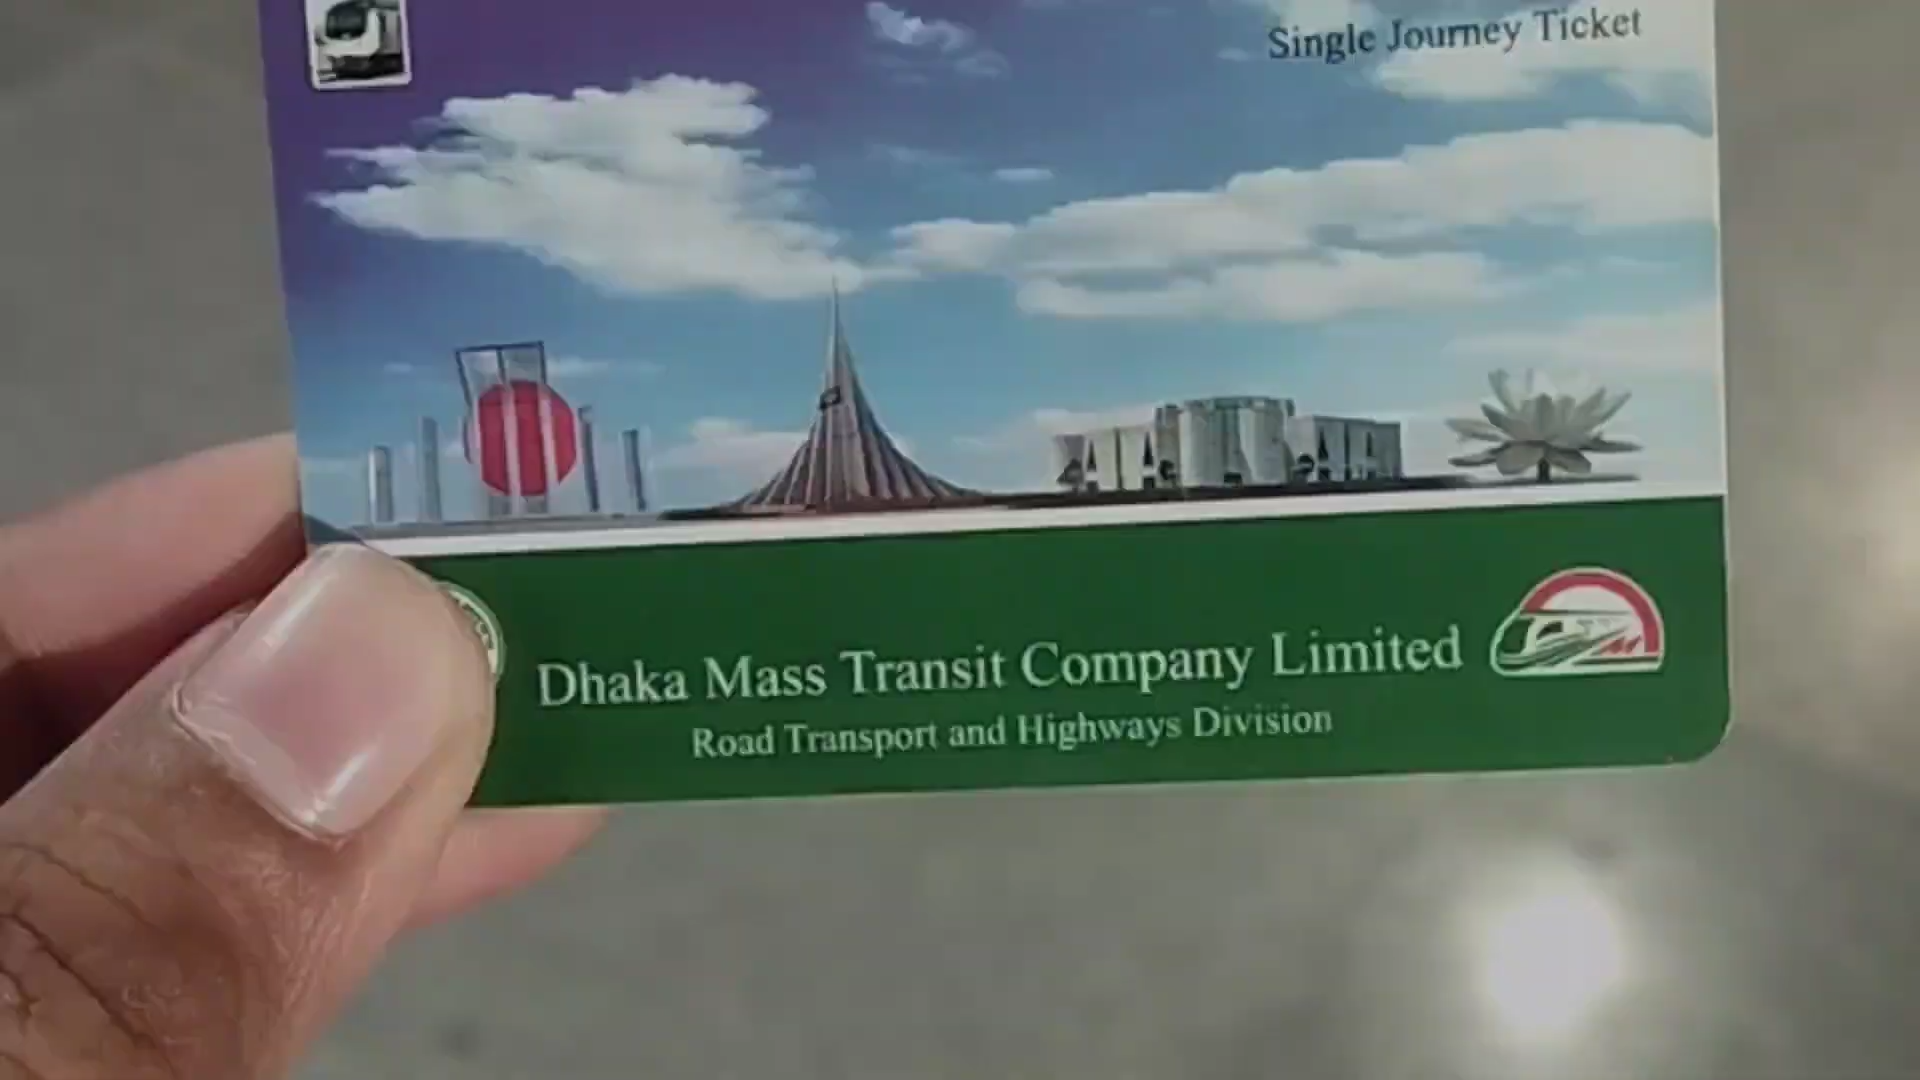 Single Journey Ticket
Dhaka Mass Transit Company Limited
Road Transport and Highways Division